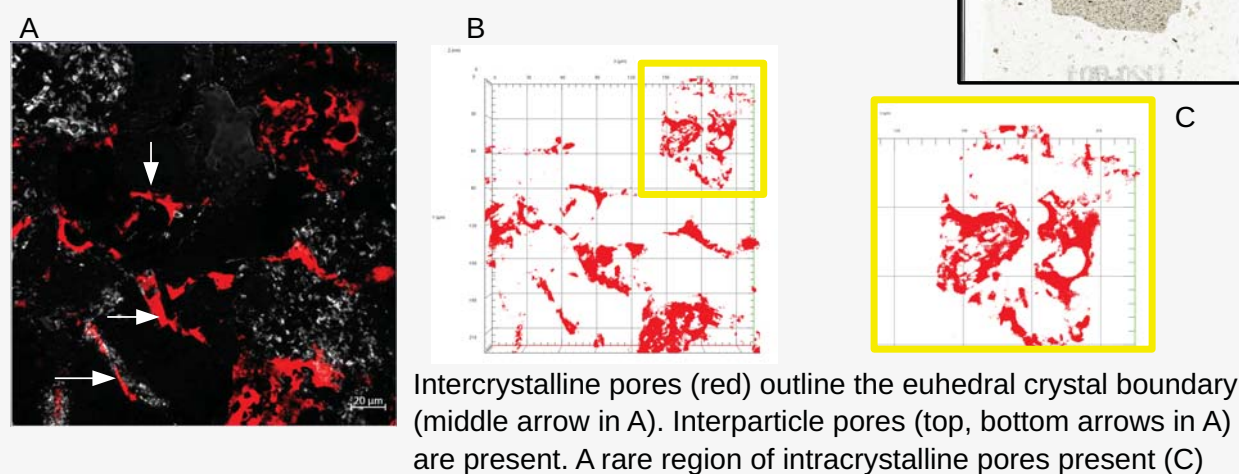 A
B
C
20 µm
Intercrystalline pores (red) outline the euhedral crystal boundary
(middle arrow in A). Interparticle pores (top, bottom arrows in A)
are present. A rare region of intracrystalline pores present (C)